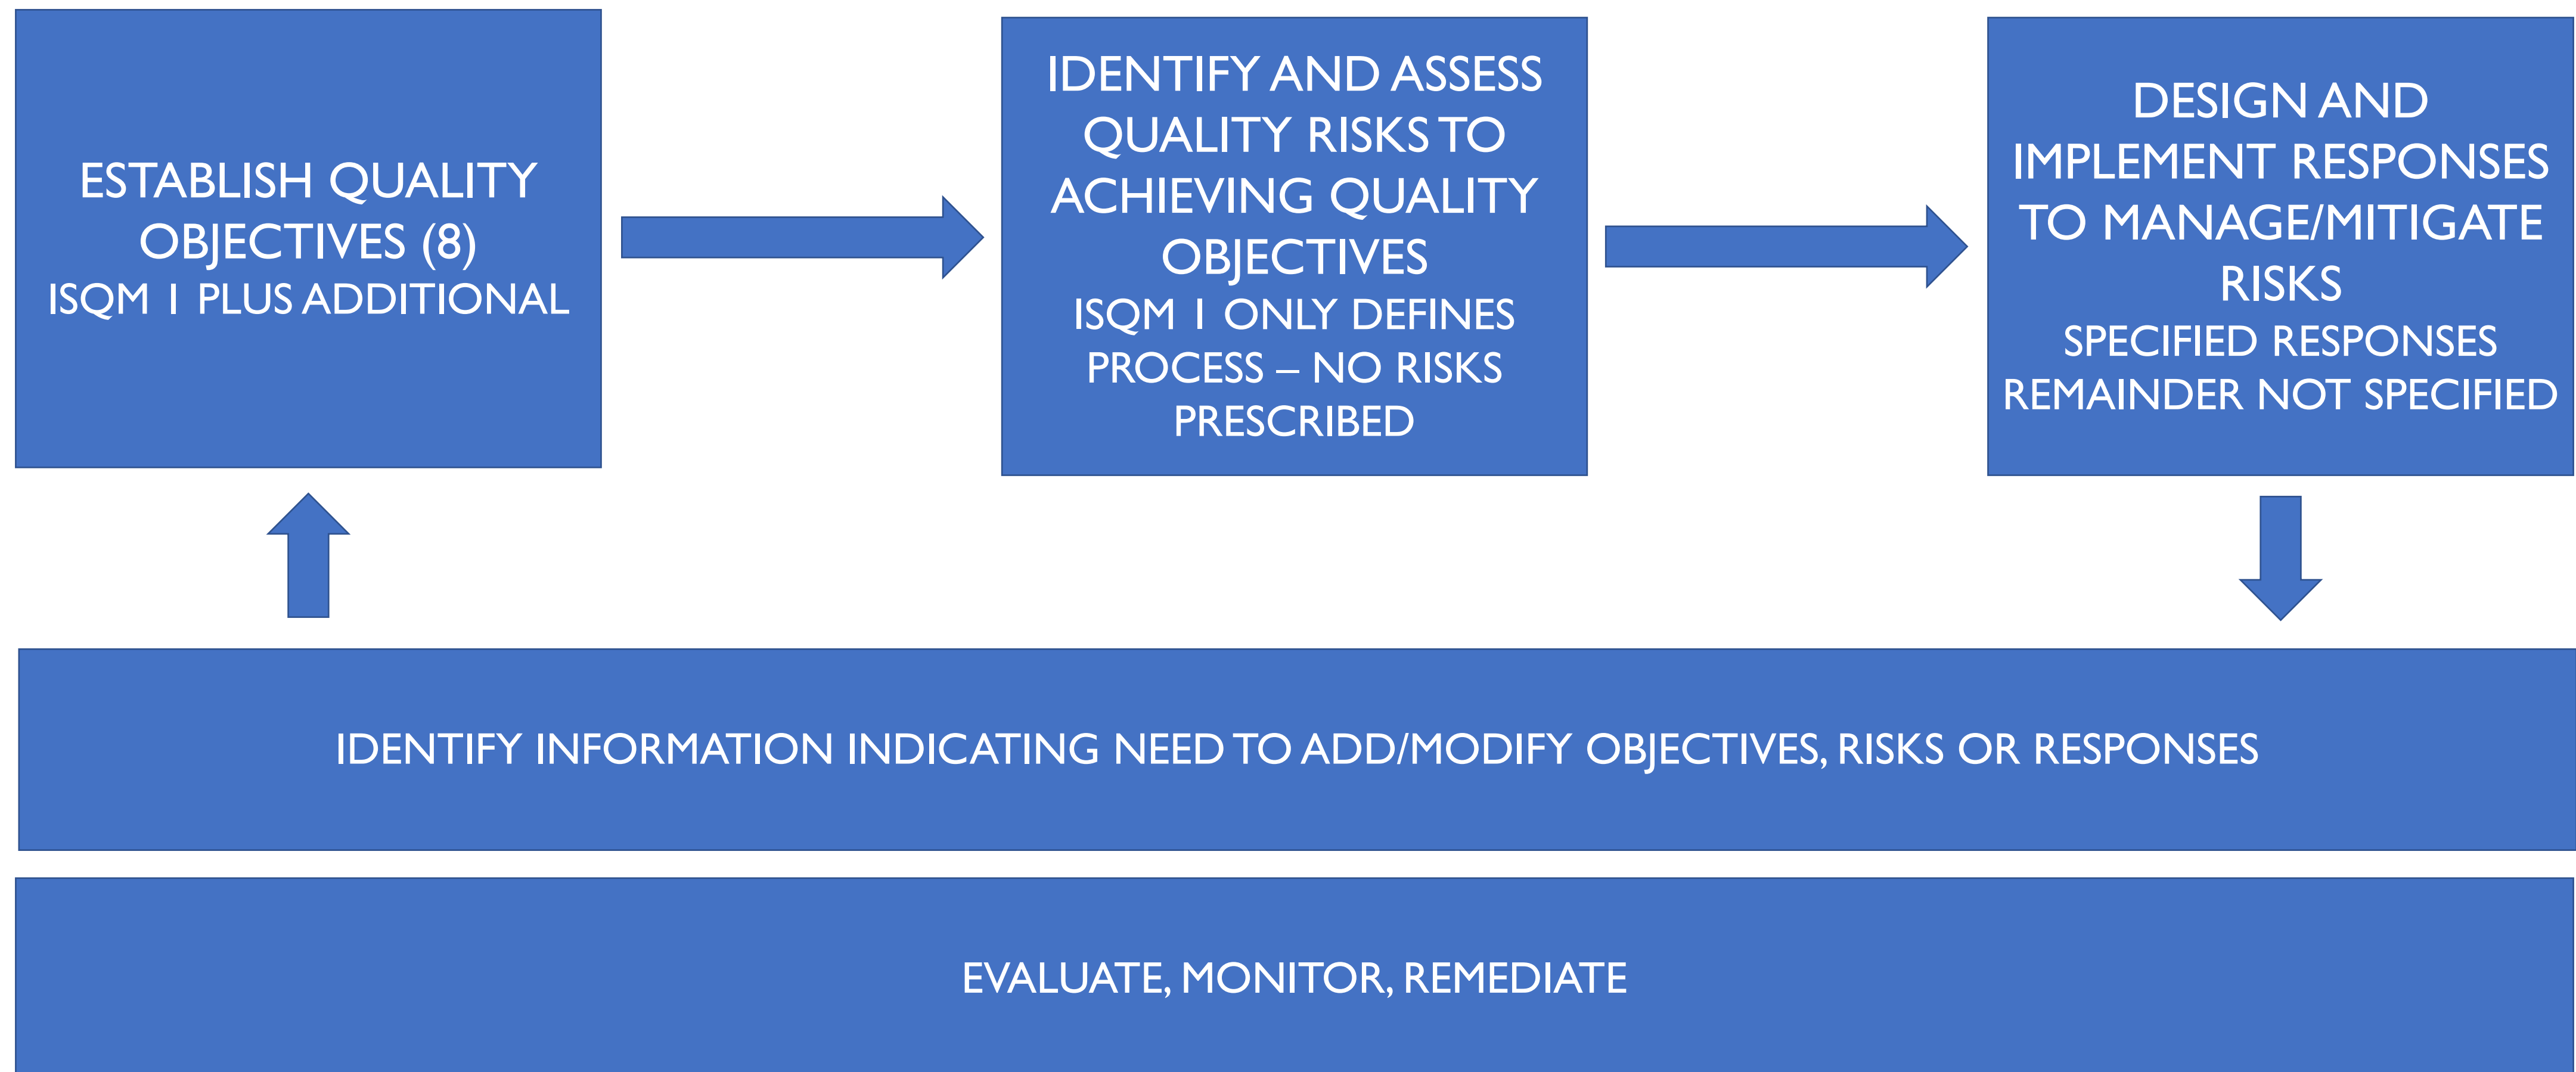 ESTABLISH QUALITY
OBJECTIVES (8)
ISQM 1 PLUS ADDITIONAL
IDENTIFY AND ASSESS
QUALITY RISKS TO
ACHIEVING QUALITY
OBJECTIVES
ISQM 1 ONLY DEFINES
PROCESS – NO RISKS
PRESCRIBED
DESIGN AND
IMPLEMENT RESPONSES
TO MANAGE/MITIGATE
RISKS
SPECIFIED RESPONSES
REMAINDER NOT SPECIFIED
IDENTIFY INFORMATION INDICATING NEED TO ADD/MODIFY OBJECTIVES, RISKS OR RESPONSES
EVALUATE, MONITOR, REMEDIATE